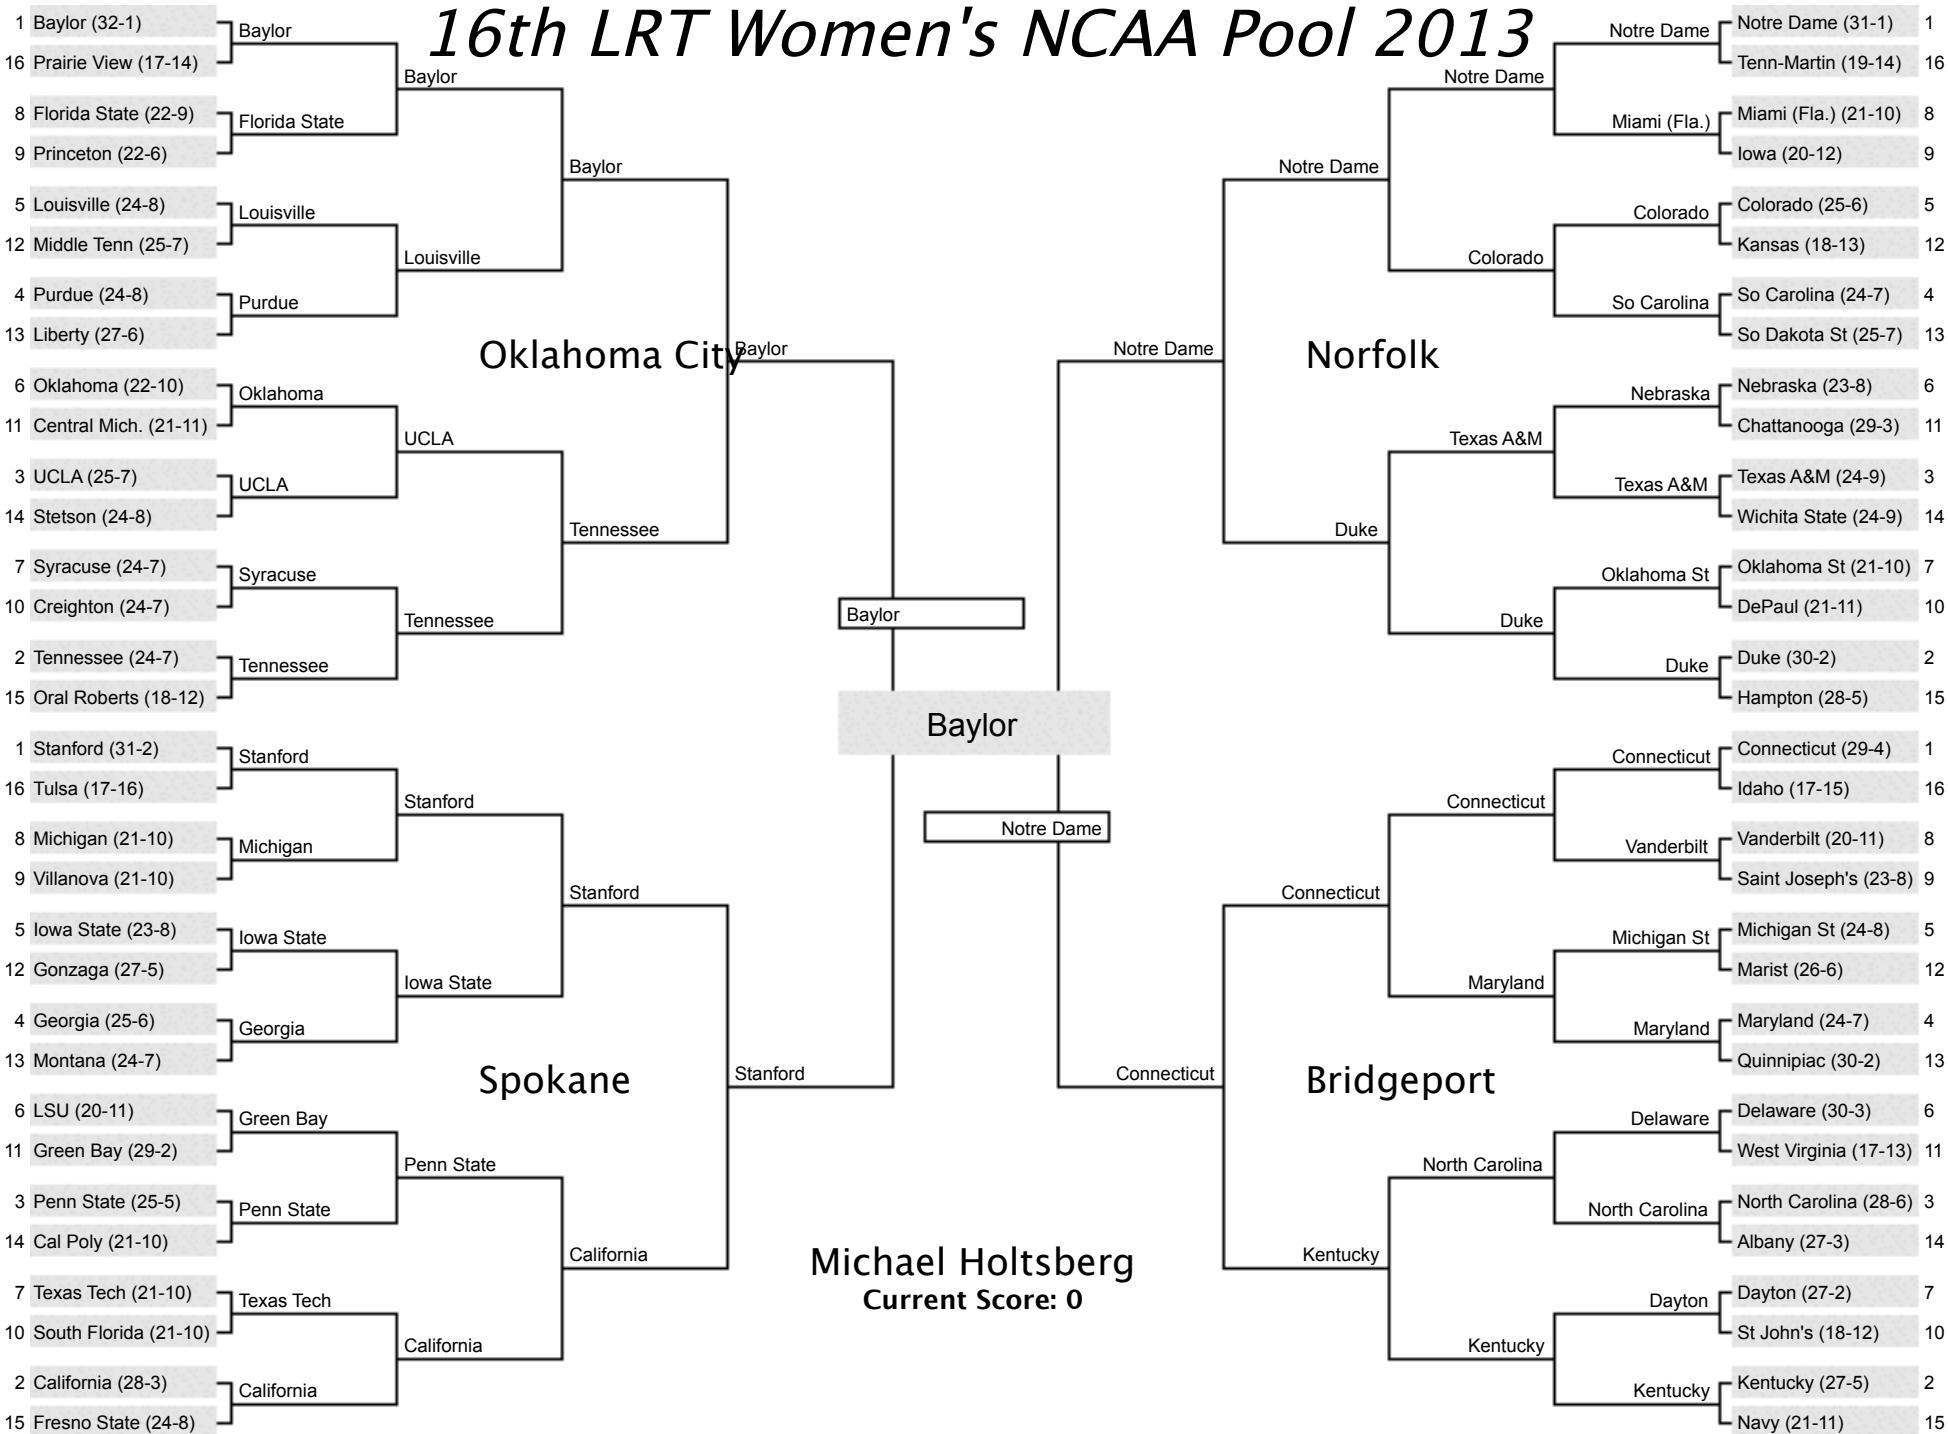 16th LRT Women's NCAA Pool 2013
1 Baylor (32-1)
16 Prairie View (17-14)
8 Florida State (22-9)
9 Princeton (22-6)
5 Louisville (24-8)
12 Middle Tenn (25-7)
4 Purdue (24-8)
13 Liberty (27-6)
6 Oklahoma (22-10)
11 Central Mich. (21-11)
3 UCLA (25-7)
14 Stetson (24-8)
7 Syracuse (24-7)
10 Creighton (24-7)
2 Tennessee (24-7)
15 Oral Roberts (18-12)
1 Stanford (31-2)
16 Tulsa (17-16)
8 Michigan (21-10)
9 Villanova (21-10)
5 Iowa State (23-8)
12 Gonzaga (27-5)
4 Georgia (25-6)
13 Montana (24-7)
6 LSU (20-11)
11 Green Bay (29-2)
3 Penn State (25-5)
14 Cal Poly (21-10)
7 Texas Tech (21-10)
10 South Florida (21-10)
2 California (28-3)
15 Fresno State (24-8)
Baylor
Florida State
Louisville
Purdue
Oklahoma
UCLA
Syracuse
Tennessee
Stanford
Michigan
Iowa State
Georgia
Green Bay
Penn State
Texas Tech
California
Baylor
Louisville
UCLA
Tennessee
Stanford
Iowa State
Penn State
California
Baylor
Tennessee
Stanford
California
Oklahoma City
Spokane
Baylor
Stanford
Baylor
Baylor
Notre Dame
Michael Holtsberg
Current Score: 0
Notre Dame
Connecticut
Norfolk
Bridgeport
Notre Dame
Duke
Connecticut
Kentucky
Notre Dame
Colorado
Texas A&M
Duke
Connecticut
Maryland
North Carolina
Kentucky
Notre Dame
Miami (Fla.)
Colorado
So Carolina
Nebraska
Texas A&M
Oklahoma St
Duke
Connecticut
Vanderbilt
Michigan St
Maryland
Delaware
North Carolina
Dayton
Kentucky
Notre Dame (31-1) 1
Tenn-Martin (19-14) 16
Miami (Fla.) (21-10) 8
Iowa (20-12) 9
Colorado (25-6) 5
Kansas (18-13) 12
So Carolina (24-7) 4
So Dakota St (25-7) 13
Nebraska (23-8) 6
Chattanooga (29-3) 11
Texas A&M (24-9) 3
Wichita State (24-9) 14
Oklahoma St (21-10) 7
DePaul (21-11) 10
Duke (30-2) 2
Hampton (28-5) 15
Connecticut (29-4) 1
Idaho (17-15) 16
Vanderbilt (20-11) 8
Saint Joseph's (23-8) 9
Michigan St (24-8) 5
Marist (26-6) 12
Maryland (24-7) 4
Quinnipiac (30-2) 13
Delaware (30-3) 6
West Virginia (17-13) 11
North Carolina (28-6) 3
Albany (27-3) 14
Dayton (27-2) 7
St John's (18-12) 10
Kentucky (27-5) 2
Navy (21-11) 15